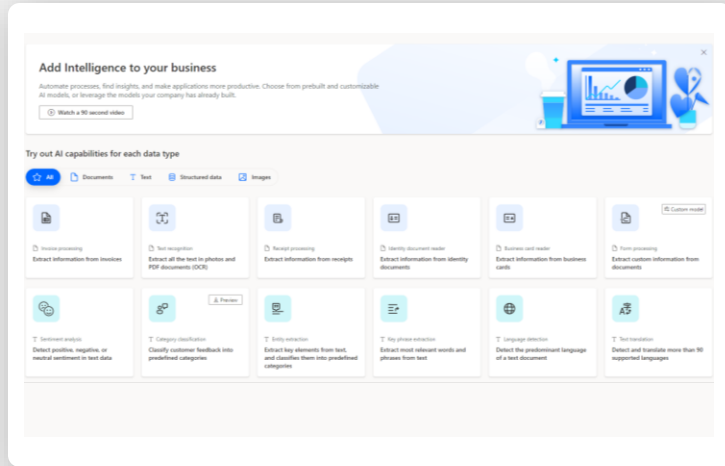 Add Intelligence to your business
Automate processes, find insights, and make applications more productive. Choose from prebuilt and customizable
AI models, or leverage the models your company has already built.
Watch a 90 second video
Try out AI capabilities for each data type
All
Documents
Text
Structured data
Images
Invoice processing
Extract information from invoices
Text recognition
Extract all the text in photos and
PDF documents (OCR)
Receipt processing
Extract information from receipts
Identity document reader
Extract information from identity
documents
Business card reader
Extract information from business
cards
Custom model
Form processing
Extract custom information from
documents
Sentiment analysis
Detect positive, negative, or
neutral sentiment in text data
Preview
Category classification
Classify customer feedback into
predefined categories
Entity extraction
Extract key elements from text,
and classifies them into predefined
categories
Key phrase extraction
Extract most relevant words and
phrases from text
Language detection
Detect the predominant language
of a text document
Text translation
Detect and translate more than 90
supported languages